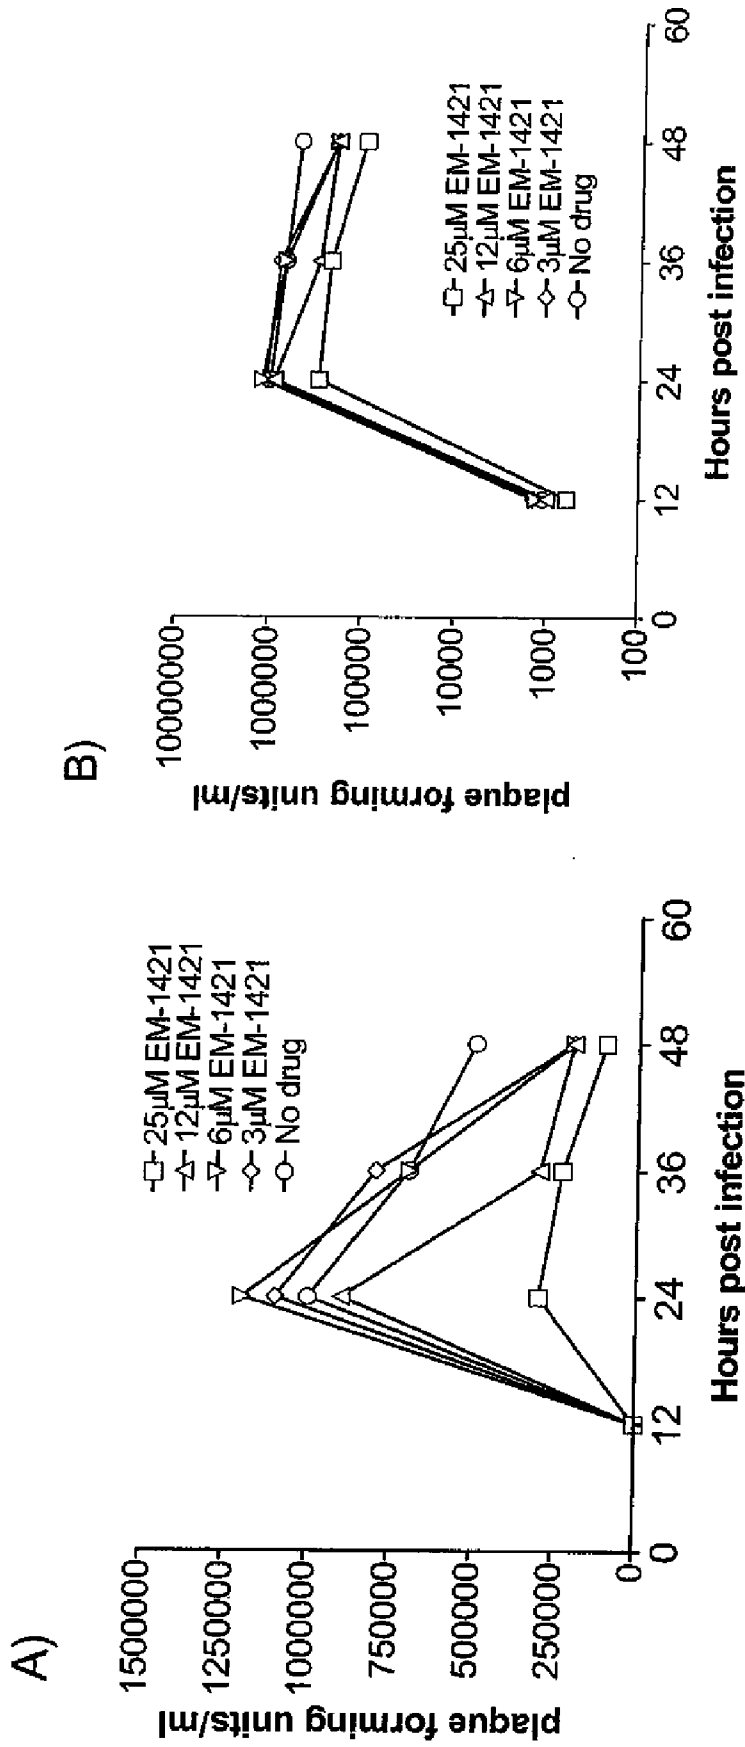 A)
plaque forming units/ml
1500000
1250000
1000000
750000
500000
250000
0
0
12
24
36
48
60
Hours post infection
25µM EM-1421
12µM EM-1421
6µM EM-1421
3µM EM-1421
No drug
B)
plaque forming units/ml
10000000
1000000
100000
10000
1000
100
0
12
24
36
48
60
Hours post infection
25µM EM-1421
12µM EM-1421
6µM EM-1421
3µM EM-1421
No drug